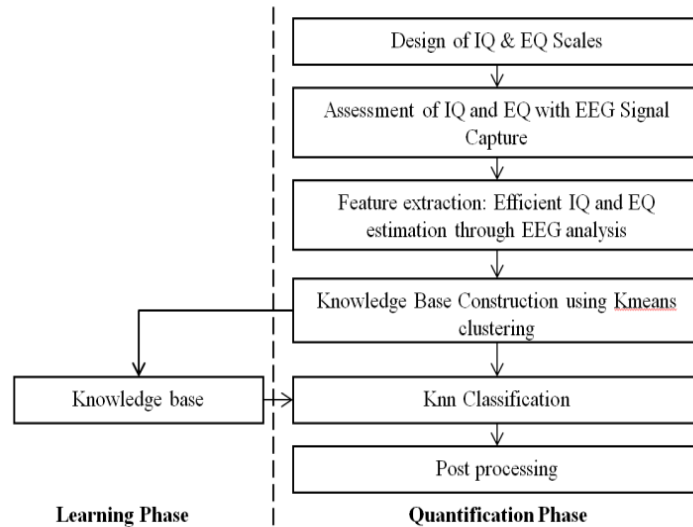 Design of IQ & EQ Scales
Assessment of IQ and EQ with EEG Signal
Capture
Feature extraction: Efficient IQ and EQ
estimation through EEG analysis
Knowledge Base Construction using Kmeans
clustering
Knowledge base
Knn Classification
Post processing
Learning Phase
Quantification Phase